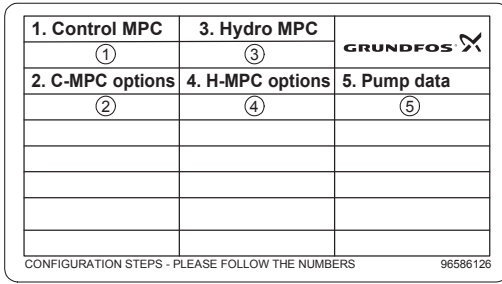 1. Control MPC 3. Hydro MPC GRUNDFOS
1 3
2. C-MPC options 4. H-MPC options 5. Pump data
2 4 5
CONFIGURATION STEPS - PLEASE FOLLOW THE NUMBERS 96586126